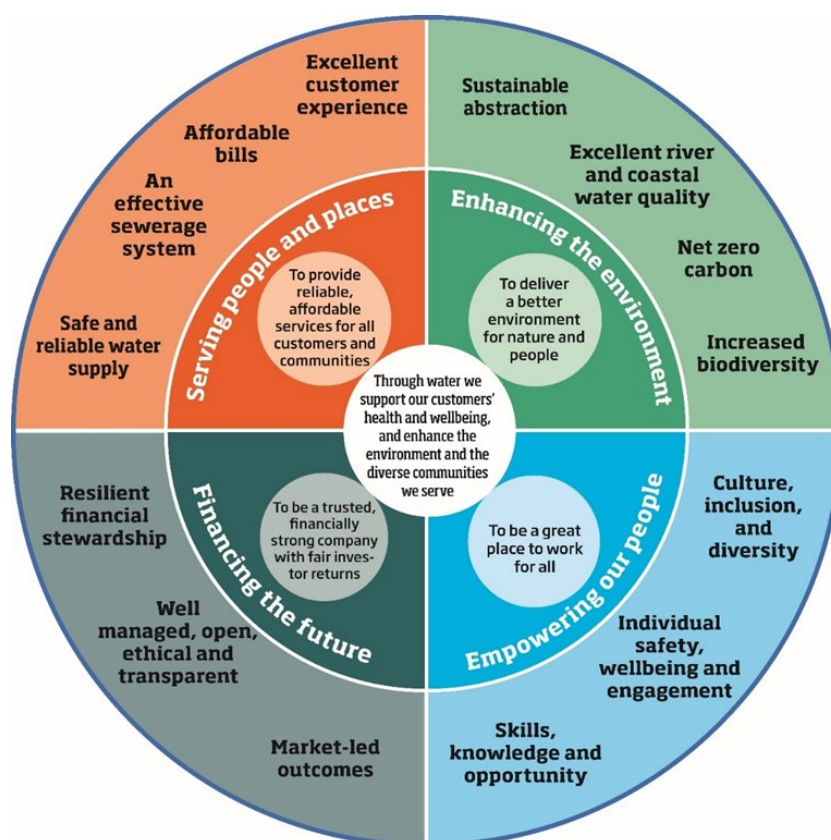 Excellent
customer
experience
Affordable
bills
An
effective
sewerage
system
Safe and
reliable water
supply
Serving people and places
To provide
reliable,
affordable
services for all
customers and
communities
Sustainable
abstraction
Excellent river
and coastal
water quality
Net zero
carbon
Increased
biodiversity
Enhancing the environment
To deliver
a better
environment
for nature and
people
Through water we
support our customers'
health and wellbeing,
and enhance the
environment and the
diverse communities
we serve
Resilient
financial
stewardship
Well
managed, open,
ethical and
transparent
Market-led
outcomes
Financing the future
To be a trusted,
financially
strong company
with fair inves-
tor returns
Culture,
inclusion,
and
diversity
Individual
safety,
wellbeing and
engagement
Skills,
knowledge and
opportunity
Empowering our people
To be a great
place to work
for all